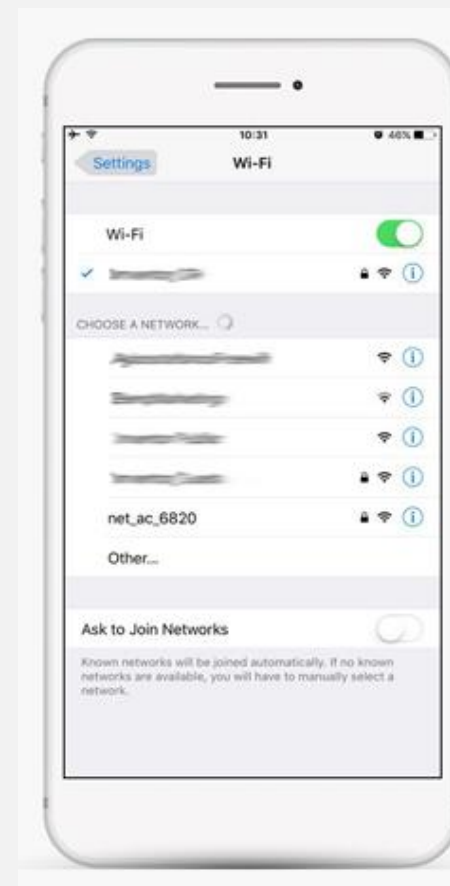 10:31 46%
Settings Wi-Fi
Wi-Fi
CHOOSE A NETWORK...
net_ac_6820
Other...
Ask to Join Networks
Known networks will be joined automatically. If no known
networks are available, you will have to manually select a
network.